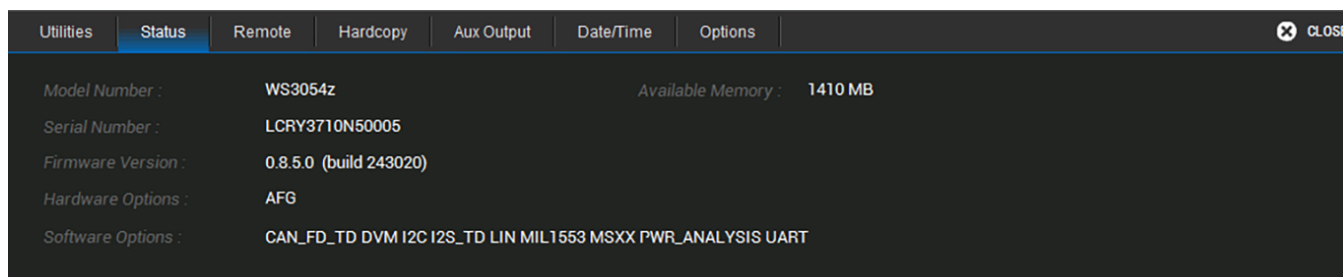 Utilities Status Remote Hardcopy Aux Output Date/Time Options CLOSE
Model Number : WS3054z Available Memory : 1410 MB
Serial Number : LCRY3710N50005
Firmware Version : 0.8.5.0 (build 243020)
Hardware Options : AFG
Software Options : CAN_FD_TD DVM I2C I2S_TD LIN MIL1553 MSXX PWR_ANALYSIS UART